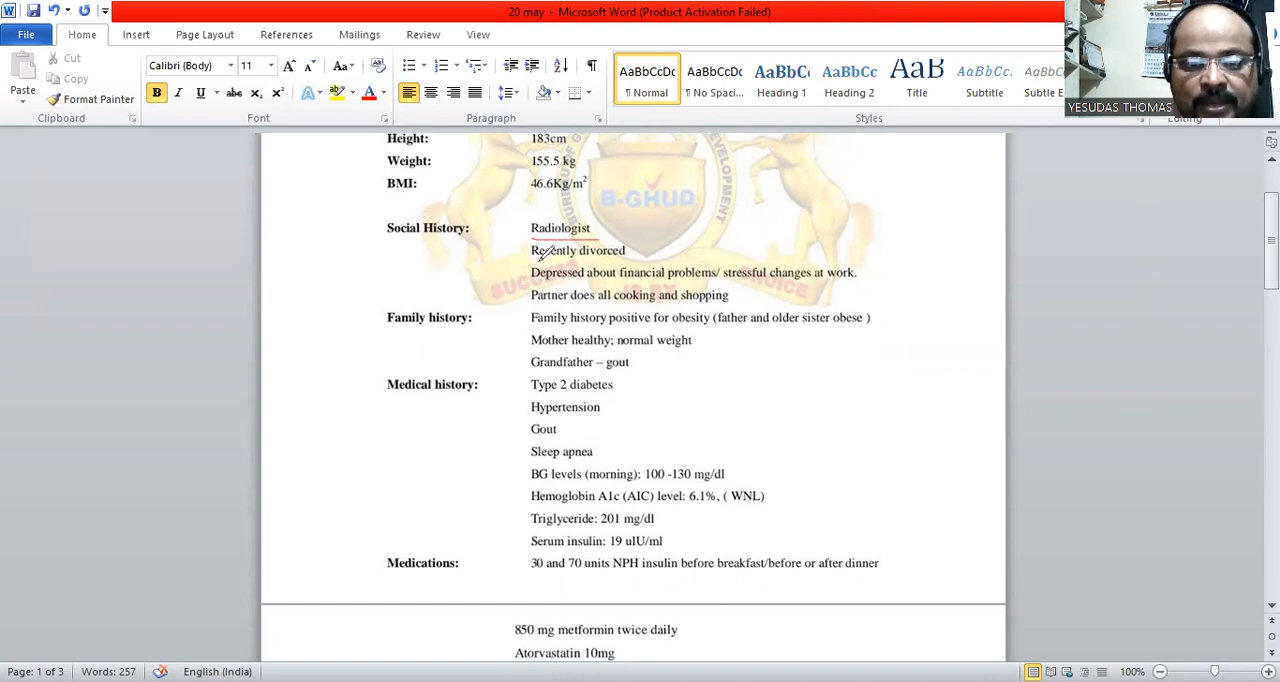 20 may - Microsoft Word (Product Activation Failed)
File Home Insert Page Layout References Mailings Review View
Cut
Copy
Format Painter
Paste
Calibri (Body) 11
AaBbCcDc AaBbCcDc AaBbC AaBbCc AaB AaBbCc.
¶ Normal ¶ No Spaci... Heading 1 Heading 2 Title Subtitle Subtle E
Clipboard Font Paragraph Styles Editing
YESUDAS THOMAS
Height: 183cm
Weight: 155.5 kg
BMI: 46.6Kg/m2
B-GHUD
DEVELOPMENT
SUCCESS IS BY CHOICE
Social History: Radiologist
Recently divorced
Depressed about financial problems/ stressful changes at work.
Partner does all cooking and shopping
Family history: Family history positive for obesity (father and older sister obese )
Mother healthy; normal weight
Grandfather – gout
Medical history: Type 2 diabetes
Hypertension
Gout
Sleep apnea
BG levels (morning): 100 -130 mg/dl
Hemoglobin A1c (AIC) level: 6.1%, ( WNL)
Triglyceride: 201 mg/dl
Serum insulin: 19 uIU/ml
Medications: 30 and 70 units NPH insulin before breakfast/before or after dinner
850 mg metformin twice daily
Atorvastatin 10mg
Page: 1 of 3 Words: 257 English (India) 100%